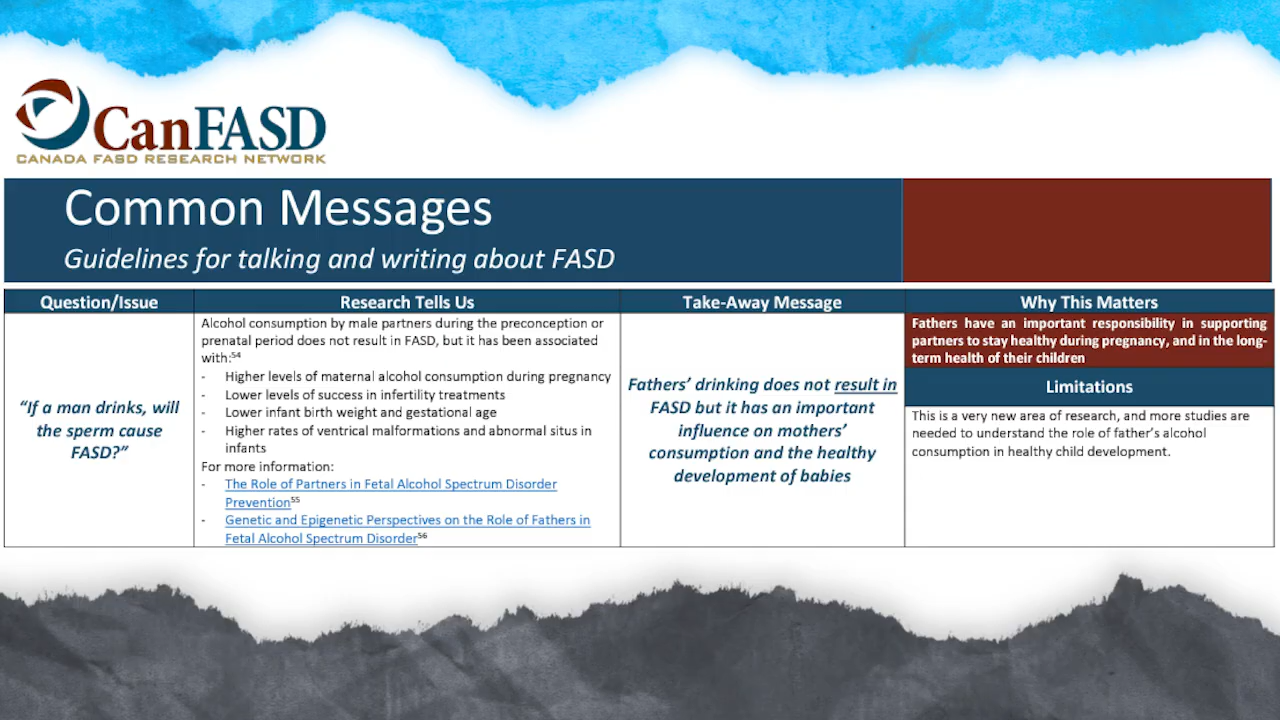 CanFASD
CANADA FASD RESEARCH NETWORK
Common Messages
Guidelines for talking and writing about FASD
Question/Issue
Research Tells Us
Take-Away Message
Why This Matters
“If a man drinks, will
the sperm cause
FASD?”
Alcohol consumption by male partners during the preconception or
prenatal period does not result in FASD, but it has been associated
with:⁵⁴
- Higher levels of maternal alcohol consumption during pregnancy
- Lower levels of success in infertility treatments
- Lower infant birth weight and gestational age
- Higher rates of ventrical malformations and abnormal situs in
infants
For more information:
- The Role of Partners in Fetal Alcohol Spectrum Disorder
Prevention⁵⁵
- Genetic and Epigenetic Perspectives on the Role of Fathers in
Fetal Alcohol Spectrum Disorder⁵⁶
Fathers’ drinking does not result in
FASD but it has an important
influence on mothers’
consumption and the healthy
development of babies
Fathers have an important responsibility in supporting
partners to stay healthy during pregnancy, and in the long-
term health of their children
Limitations
This is a very new area of research, and more studies are
needed to understand the role of father’s alcohol
consumption in healthy child development.